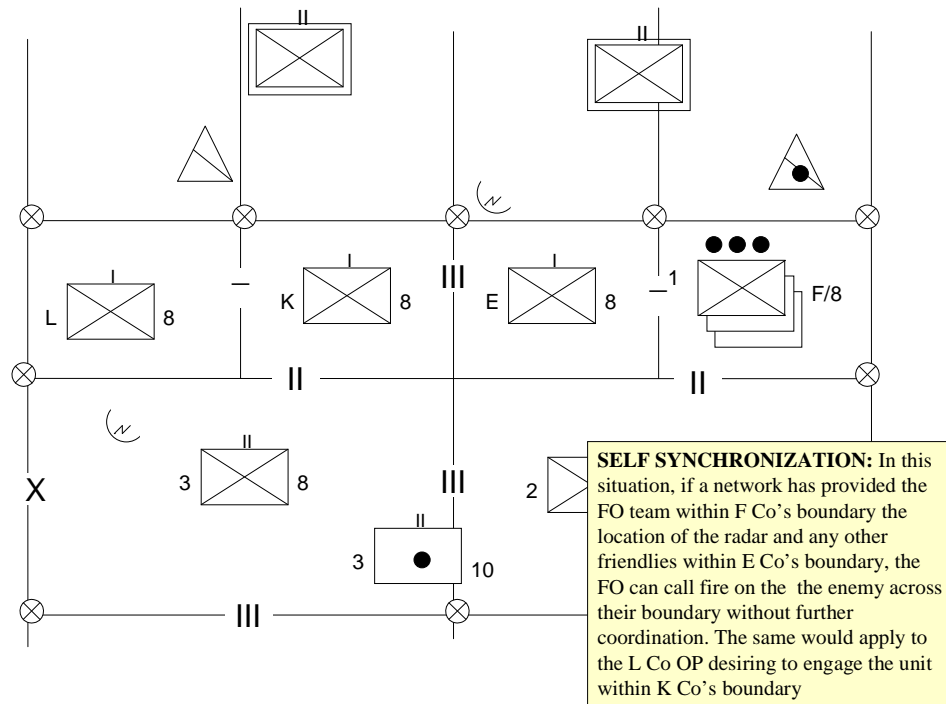 II
II
N
III
I
L
8
I
K
8
I
E
8
1
F/8
II
II
N
II
3
8
X
III
2
II
3
10
III
SELF SYNCHRONIZATION: In this
situation, if a network has provided the
FO team within F Co’s boundary the
location of the radar and any other
friendlies within E Co’s boundary, the
FO can call fire on the  the enemy across
their boundary without further
coordination. The same would apply to
the L Co OP desiring to engage the unit
within K Co’s boundary